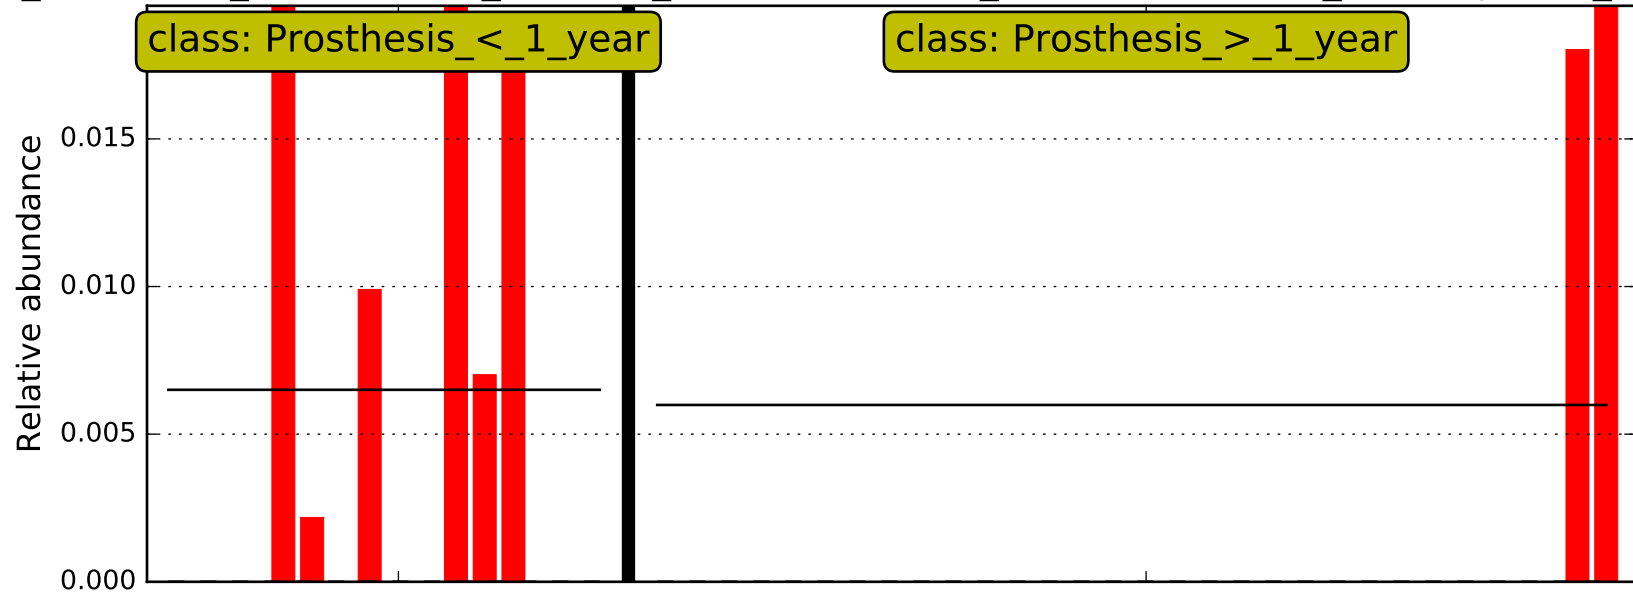 class: Prosthesis_<_1_year
class: Prosthesis_>_1_year
0.015
0.010
0.005
0.000
Relative abundance